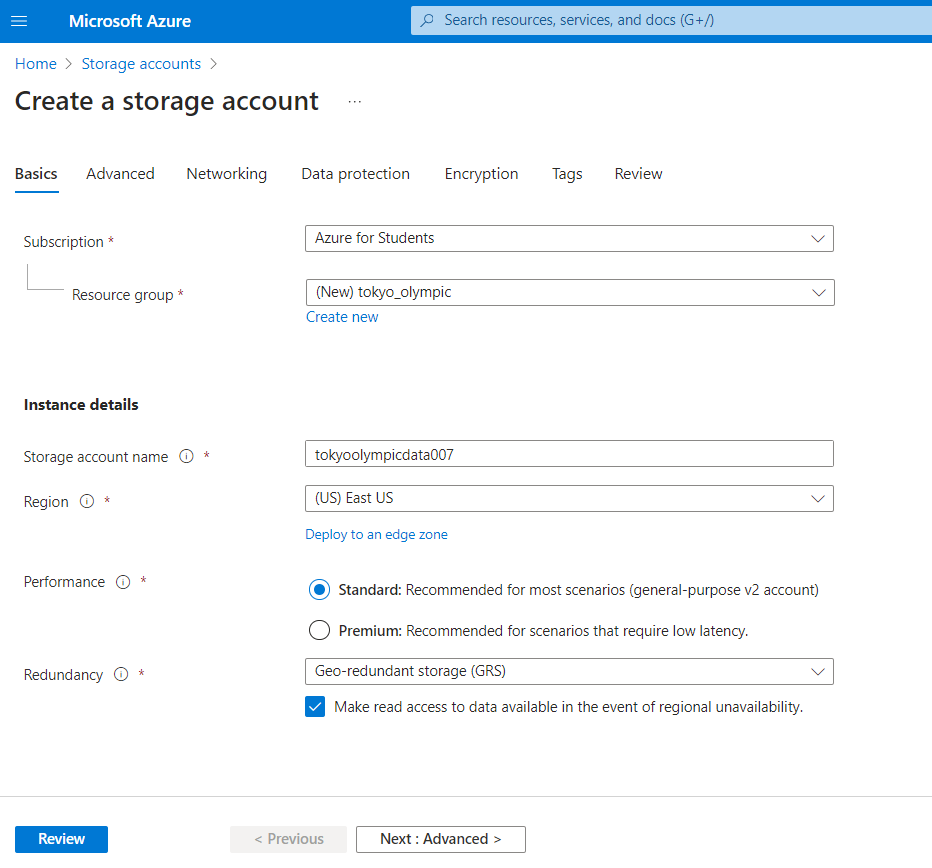 Microsoft Azure
Search resources, services, and docs (G+/)
Home > Storage accounts >
Create a storage account ...
Basics Advanced Networking Data protection Encryption Tags Review
Subscription *
Azure for Students
Resource group *
(New) tokyo_olympic
Create new
Instance details
Storage account name *
tokyoolympicdata007
Region *
(US) East US
Deploy to an edge zone
Performance *
Standard: Recommended for most scenarios (general-purpose v2 account)
Premium: Recommended for scenarios that require low latency.
Redundancy *
Geo-redundant storage (GRS)
Make read access to data available in the event of regional unavailability.
Review
< Previous
Next : Advanced >